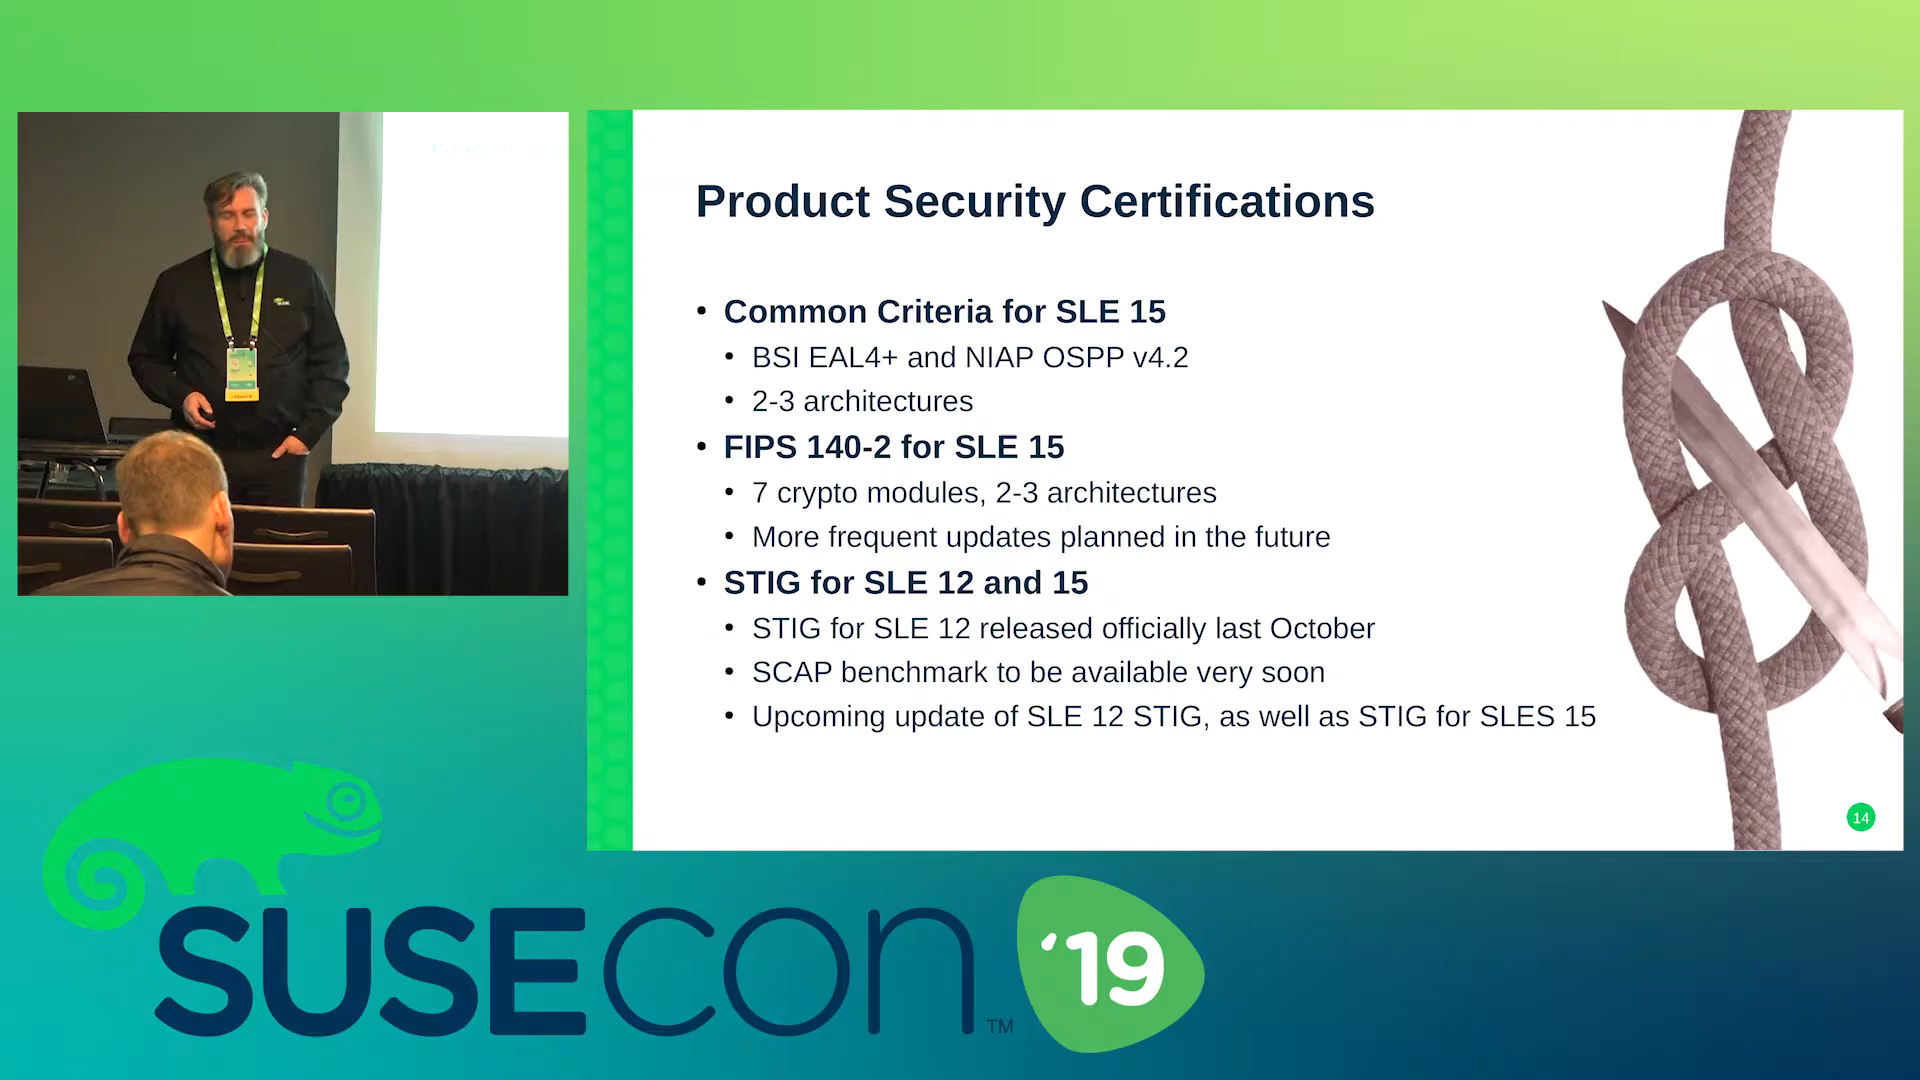 Product Security Certifications
• Common Criteria for SLE 15
• BSI EAL4+ and NIAP OSPP v4.2
• 2-3 architectures
• FIPS 140-2 for SLE 15
• 7 crypto modules, 2-3 architectures
• More frequent updates planned in the future
• STIG for SLE 12 and 15
• STIG for SLE 12 released officially last October
• SCAP benchmark to be available very soon
• Upcoming update of SLE 12 STIG, as well as STIG for SLES 15
14
SUSECON™ '19